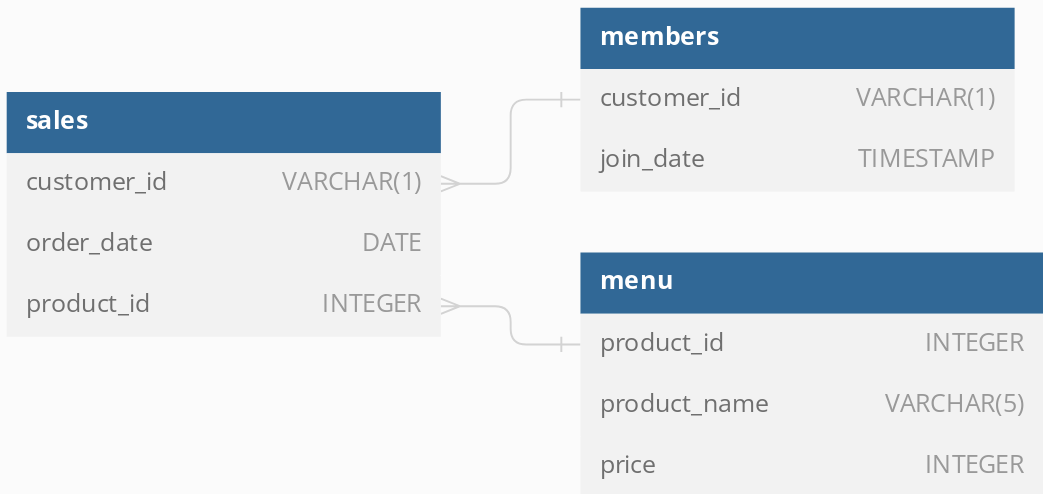 sales
customer_id VARCHAR(1)
order_date DATE
product_id INTEGER
members
customer_id VARCHAR(1)
join_date TIMESTAMP
menu
product_id INTEGER
product_name VARCHAR(5)
price INTEGER